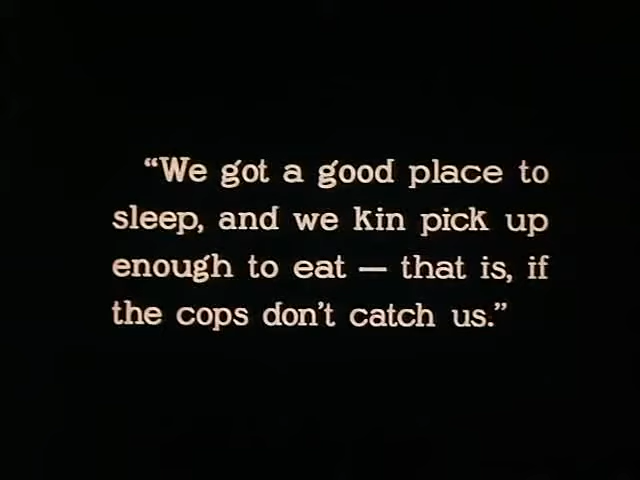 “We got a good place to
sleep, and we kin pick up
enough to eat — that is, if
the cops don’t catch us.”